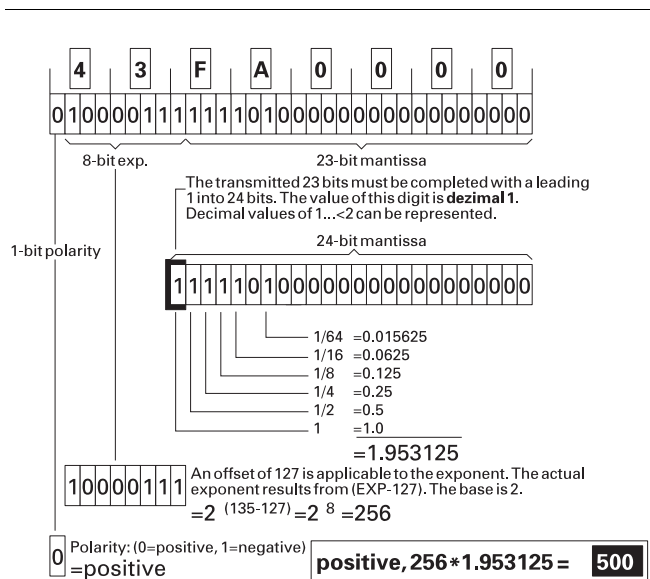 4 3 F A 0 0 0 0
01000011111110100000000000000000
8-bit exp. 23-bit mantissa
The transmitted 23 bits must be completed with a leading
1 into 24 bits. The value of this digit is dezimal 1.
Decimal values of 1...<2 can be represented.
1-bit polarity
24-bit mantissa
111110100000000000000000
1/64 =0.015625
1/16 =0.0625
1/8 =0.125
1/4 =0.25
1/2 =0.5
1 =1.0
=1.953125
10000111
An offset of 127 is applicable to the exponent. The actual
exponent results from (EXP-127). The base is 2.
=2 (135-127) =2 8 =256
0 Polarity: (0=positive, 1=negative)
=positive
positive, 256*1.953125 = 500